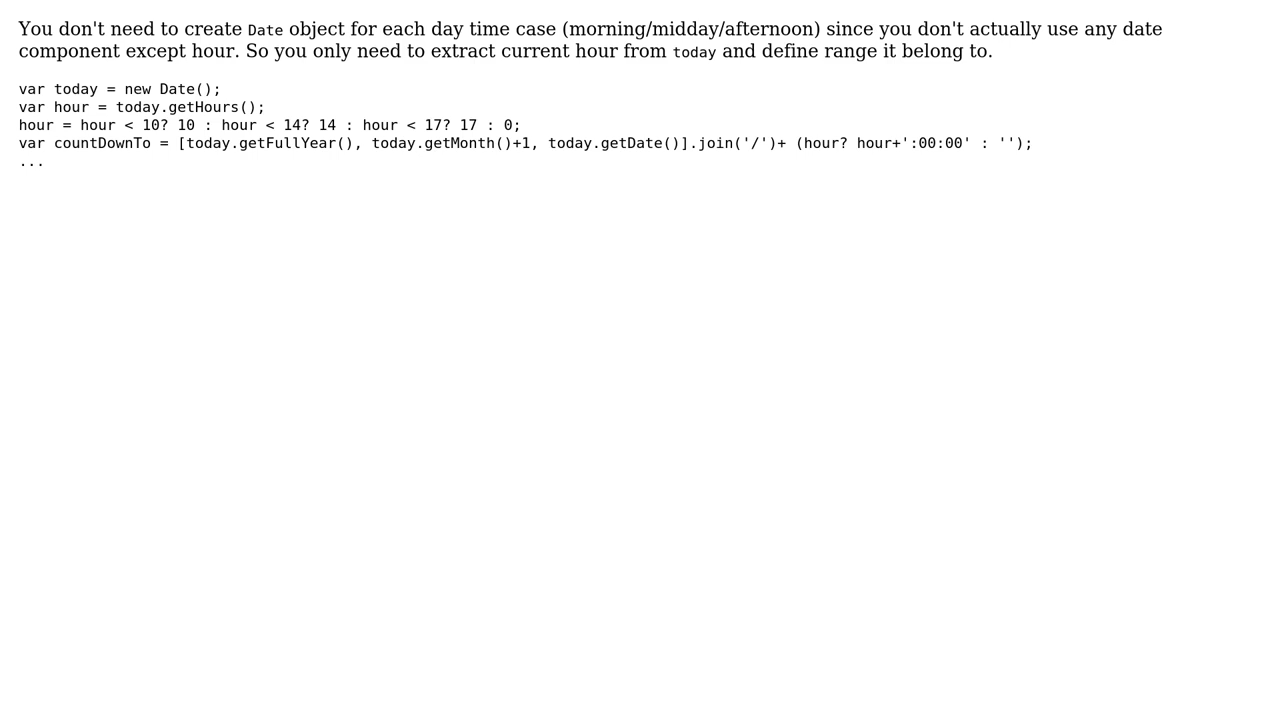 You don't need to create Date object for each day time case (morning/midday/afternoon) since you don't actually use any date
component except hour. So you only need to extract current hour from today and define range it belong to.
var today = new Date();
var hour = today.getHours();
hour = hour < 10? 10 : hour < 14? 14 : hour < 17? 17 : 0;
var countDownTo = [today.getFullYear(), today.getMonth()+1, today.getDate()].join('/')+ (hour? hour+':00:00' : '');
...